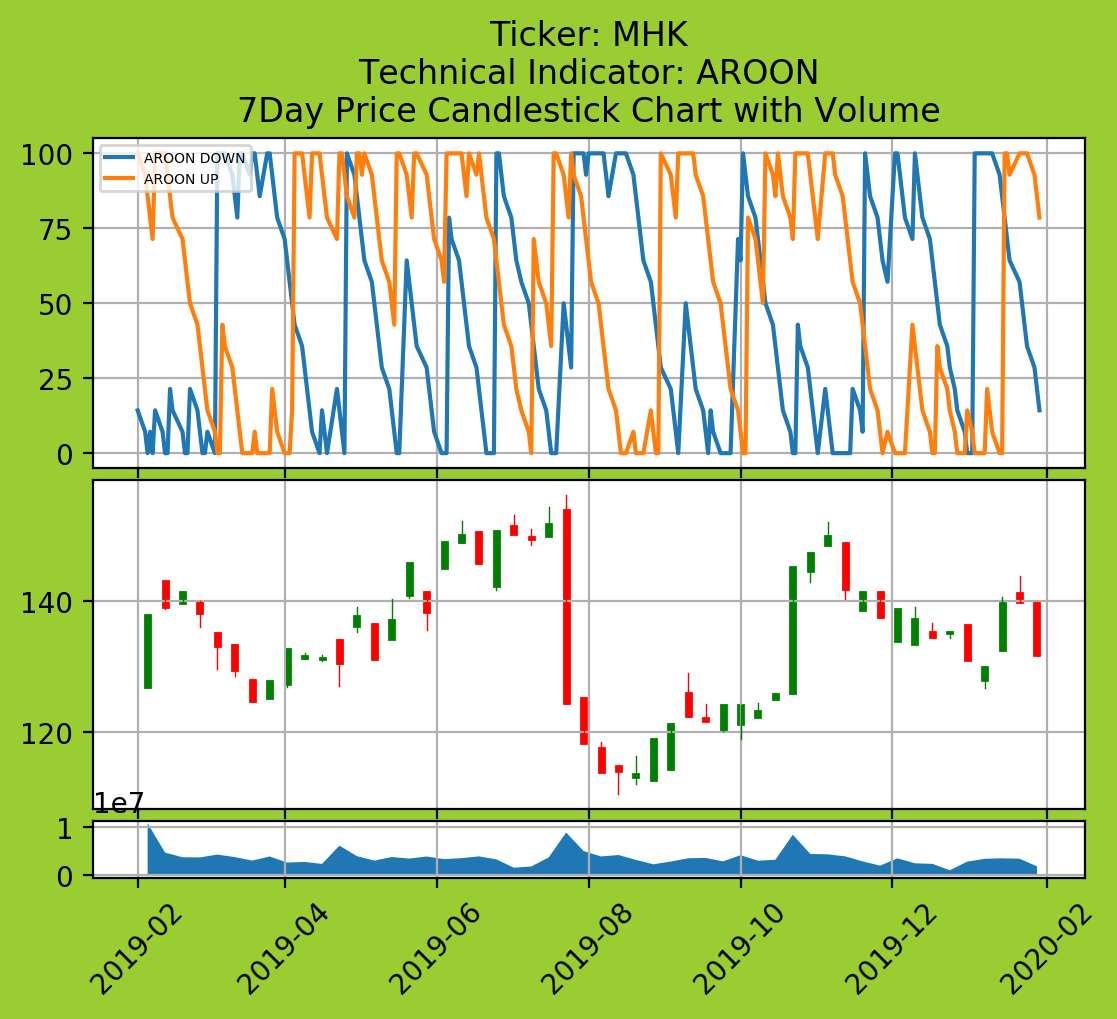 Ticker: MHK
Technical Indicator: AROON
7Day Price Candlestick Chart with Volume
100
75
50
25
0
AROON DOWN
AROON UP
140
120
1e7
1
0
2019-02
2019-04
2019-06
2019-08
2019-10
2019-12
2020-02